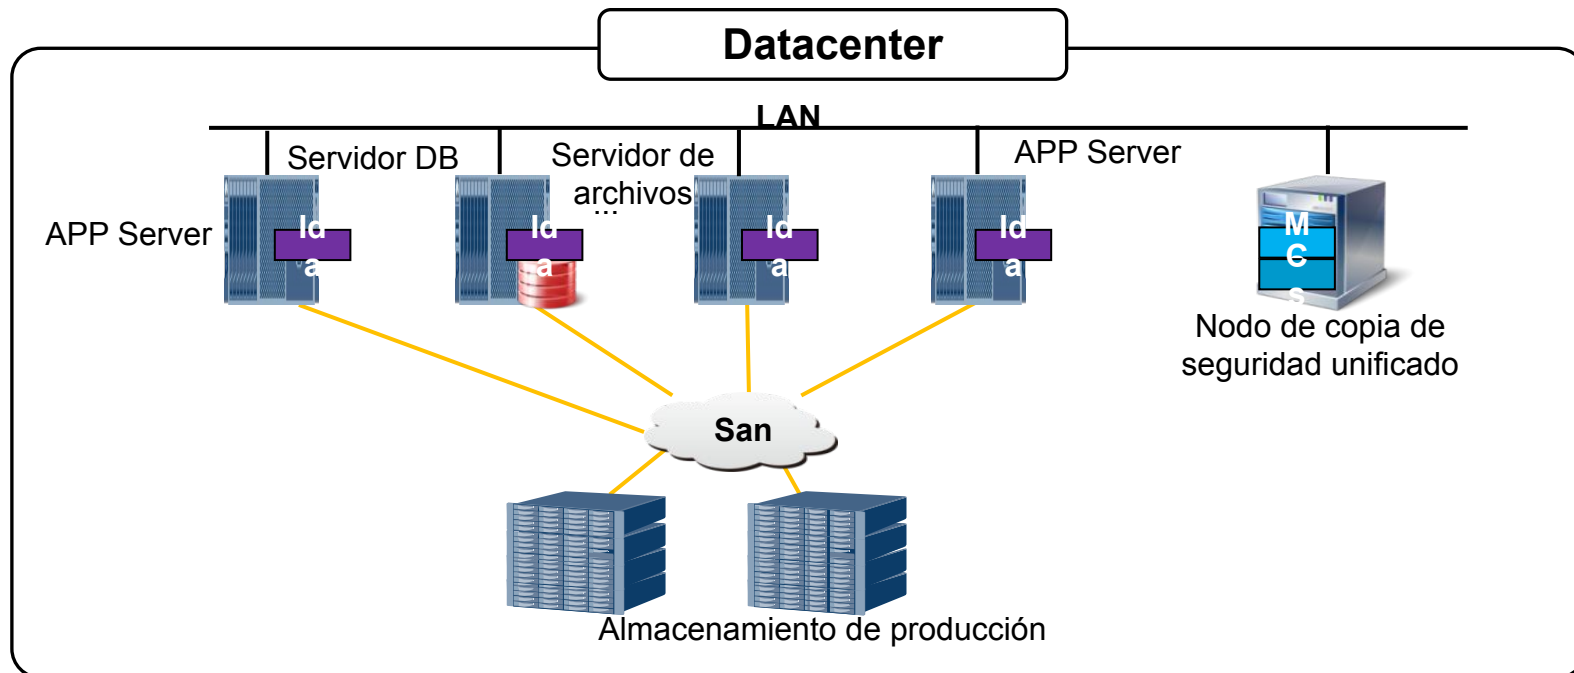 Datacenter
LAN
Servidor DB
Servidor de
archivos
...
APP Server
APP Server
Id
a
Id
a
Id
a
Id
a
M
C
s
Nodo de copia de
seguridad unificado
San
Almacenamiento de producción